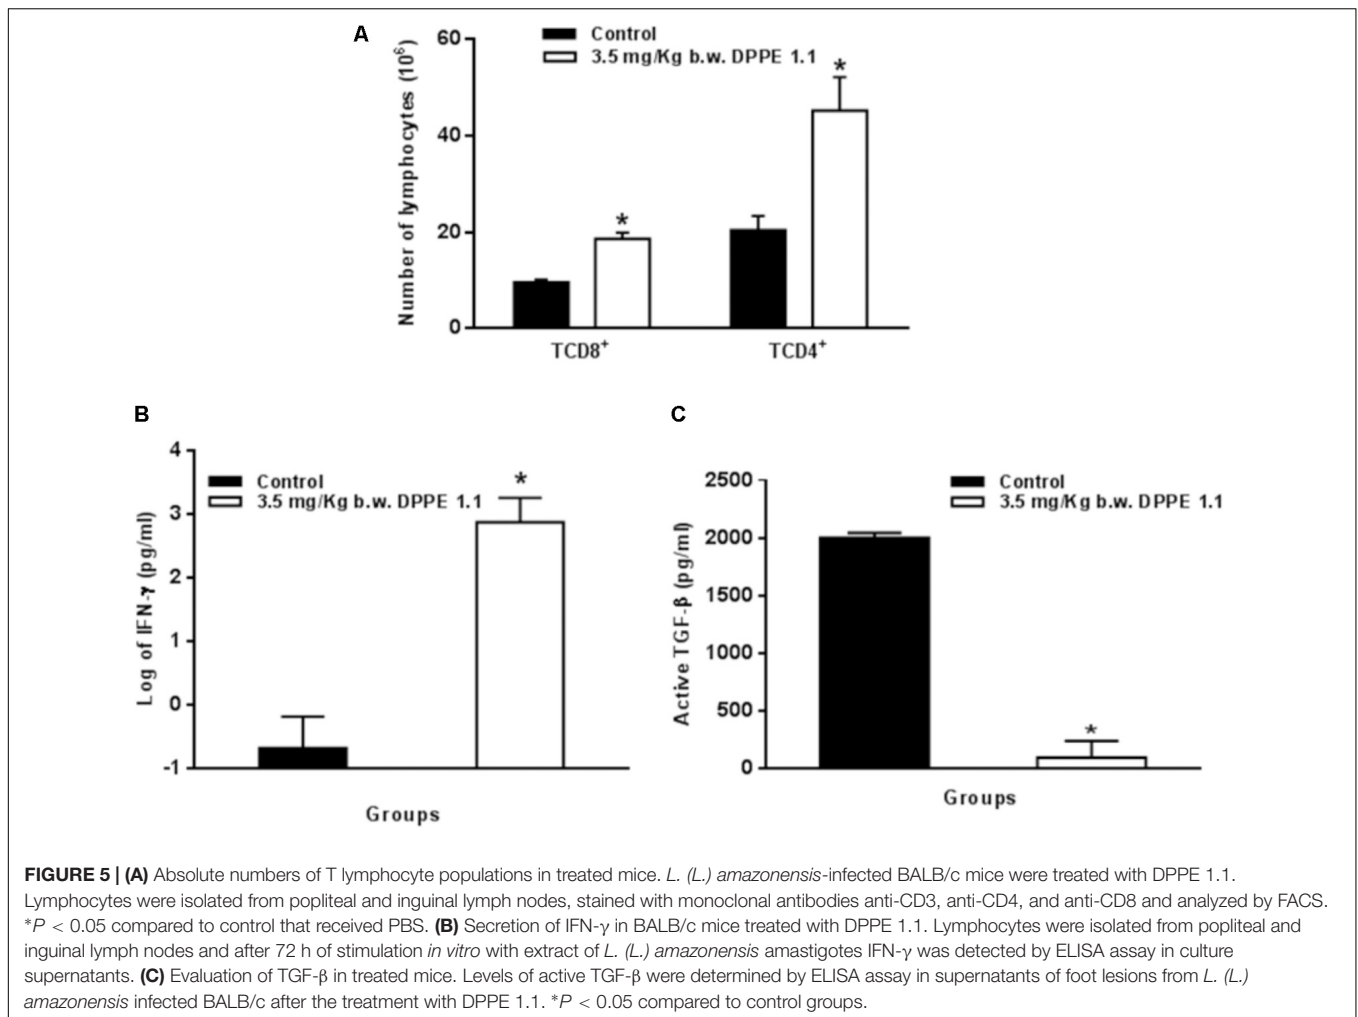 A
Number of lymphocytes (10⁶)
60
40
20
0
Control
3.5 mg/Kg b.w. DPPE 1.1
*
*
TCD8⁺
TCD4⁺
B
Log of IFN-γ (pg/ml)
4
3
2
1
0
-1
Control
3.5 mg/Kg b.w. DPPE 1.1
*
Groups
C
Active TGF-β (pg/ml)
2500
2000
1500
1000
500
0
Control
3.5 mg/Kg b.w. DPPE 1.1
*
Groups
FIGURE 5 | (A) Absolute numbers of T lymphocyte populations in treated mice. L. (L.) amazonensis-infected BALB/c mice were treated with DPPE 1.1.
Lymphocytes were isolated from popliteal and inguinal lymph nodes, stained with monoclonal antibodies anti-CD3, anti-CD4, and anti-CD8 and analyzed by FACS.
*P < 0.05 compared to control that received PBS. (B) Secretion of IFN-γ in BALB/c mice treated with DPPE 1.1. Lymphocytes were isolated from popliteal and
inguinal lymph nodes and after 72 h of stimulation in vitro with extract of L. (L.) amazonensis amastigotes IFN-γ was detected by ELISA assay in culture
supernatants. (C) Evaluation of TGF-β in treated mice. Levels of active TGF-β were determined by ELISA assay in supernatants of foot lesions from L. (L.)
amazonensis infected BALB/c after the treatment with DPPE 1.1. *P < 0.05 compared to control groups.